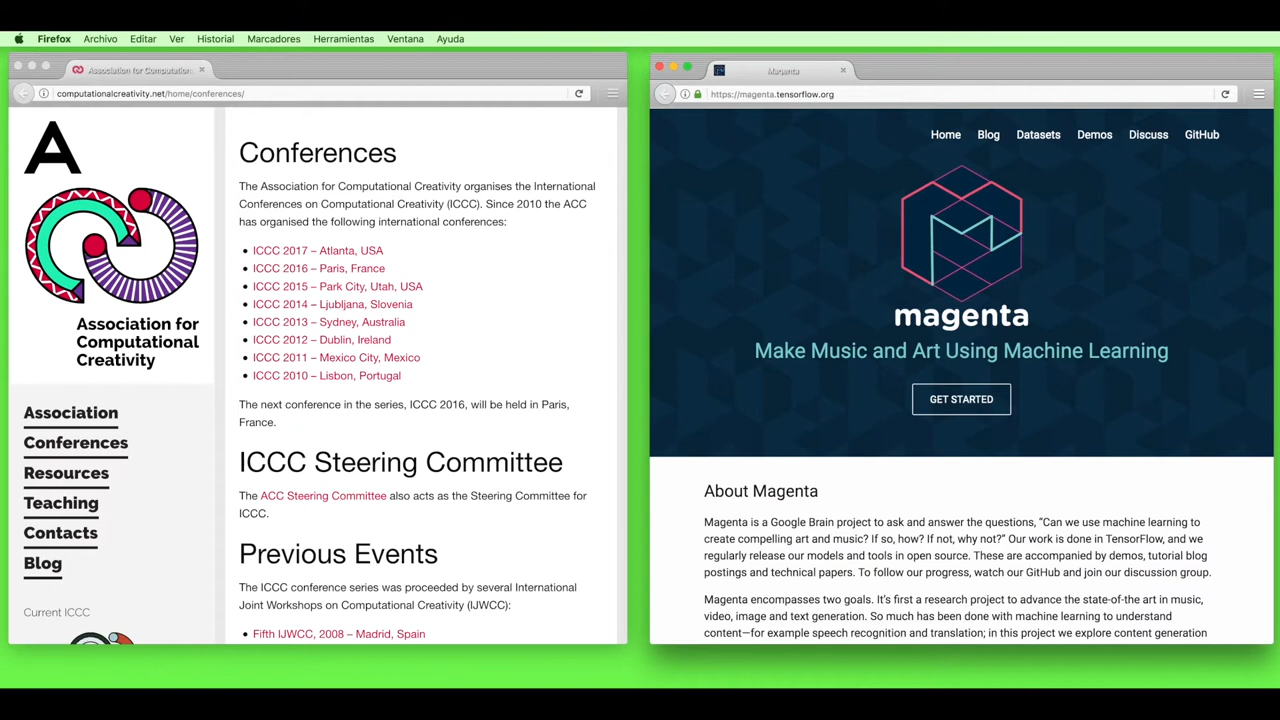 Firefox Archivo Editar Ver Historial Marcadores Herramientas Ventana Ayuda
Association for Computation
computationalcreativity.net/home/conferences/
A
Association for
Computational
Creativity
Association
Conferences
Resources
Teaching
Contacts
Blog
Current ICCC
Conferences
The Association for Computational Creativity organises the International
Conferences on Computational Creativity (ICCC). Since 2010 the ACC
has organised the following international conferences:
ICCC 2017 – Atlanta, USA
ICCC 2016 – Paris, France
ICCC 2015 – Park City, Utah, USA
ICCC 2014 – Ljubljana, Slovenia
ICCC 2013 – Sydney, Australia
ICCC 2012 – Dublin, Ireland
ICCC 2011 – Mexico City, Mexico
ICCC 2010 – Lisbon, Portugal
The next conference in the series, ICCC 2016, will be held in Paris,
France.
ICCC Steering Committee
The ACC Steering Committee also acts as the Steering Committee for
ICCC.
Previous Events
The ICCC conference series was proceeded by several International
Joint Workshops on Computational Creativity (IJWCC):
Fifth IJWCC, 2008 – Madrid, Spain
Magenta
https://magenta.tensorflow.org
Home Blog Datasets Demos Discuss GitHub
magenta
Make Music and Art Using Machine Learning
GET STARTED
About Magenta
Magenta is a Google Brain project to ask and answer the questions, “Can we use machine learning to
create compelling art and music? If so, how? If not, why not?” Our work is done in TensorFlow, and we
regularly release our models and tools in open source. These are accompanied by demos, tutorial blog
postings and technical papers. To follow our progress, watch our GitHub and join our discussion group.
Magenta encompasses two goals. It’s first a research project to advance the state-of-the art in music,
video, image and text generation. So much has been done with machine learning to understand
content—for example speech recognition and translation; in this project we explore content generation